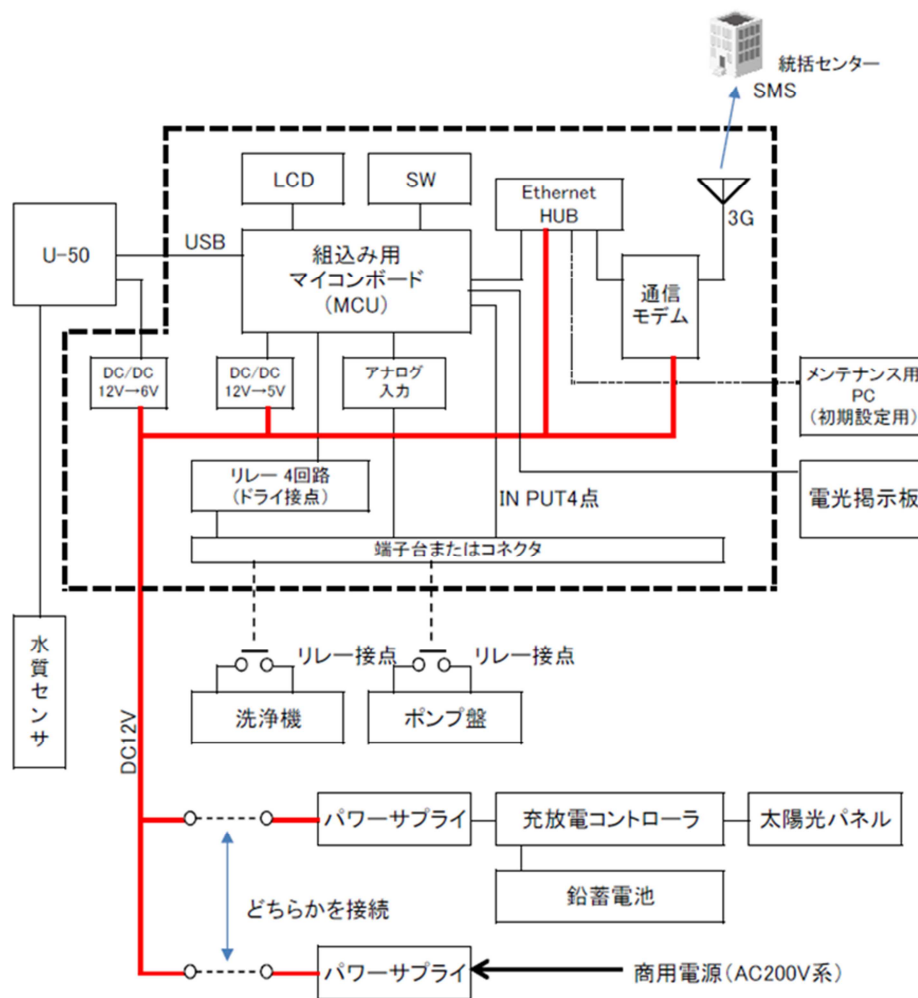 統括センター
SMS
LCD
SW
Ethernet
HUB
3G
U-50
USB
組込み用
マイコンボード
(MCU)
通信
モデム
DC/DC
12V→6V
DC/DC
12V→5V
アナログ
入力
メンテナンス用
PC
(初期設定用)
リレー 4回路
(ドライ接点)
IN PUT4点
電光掲示板
端子台またはコネクタ
水質センサ
リレー接点
リレー接点
洗浄機
ポンプ盤
DC12V
パワーサプライ
充放電コントローラ
太陽光パネル
鉛蓄電池
どちらかを接続
パワーサプライ
商用電源(AC200V系)